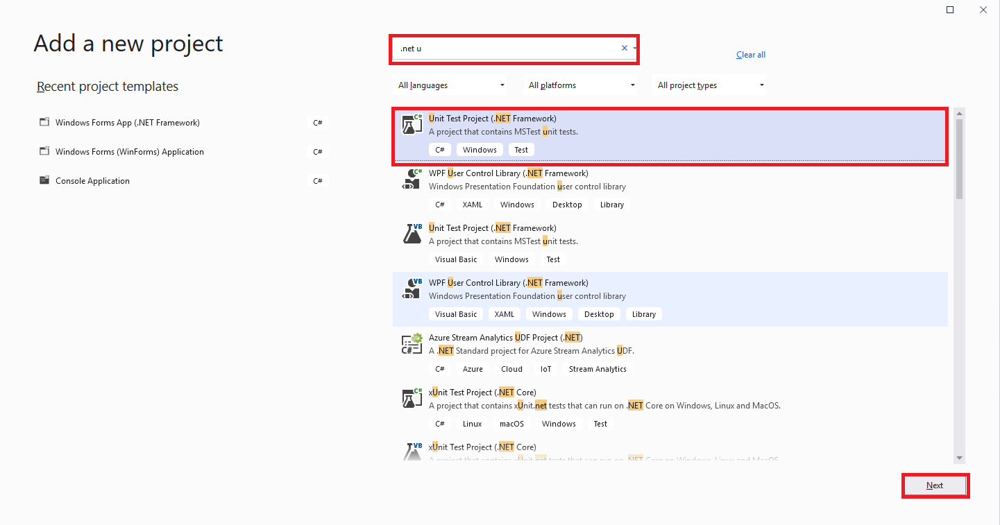 Add a new project
.net u
Clear all
Recent project templates
All languages
All platforms
All project types
Windows Forms App (.NET Framework)
C#
Windows Forms (WinForms) Application
C#
Console Application
C#
C#
Unit Test Project (.NET Framework)
A project that contains MSTest unit tests.
C# Windows Test
C#
WPF User Control Library (.NET Framework)
Windows Presentation Foundation user control library
C# XAML Windows Desktop Library
VB
Unit Test Project (.NET Framework)
A project that contains MSTest unit tests.
Visual Basic Windows Test
VB
WPF User Control Library (.NET Framework)
Windows Presentation Foundation user control library
Visual Basic XAML Windows Desktop Library
C#
Azure Stream Analytics UDF Project (.NET)
A .NET Standard project for Azure Stream Analytics UDF.
C# Azure Cloud IoT Stream Analytics
C#
xUnit Test Project (.NET Core)
A project that contains xUnit.net tests that can run on .NET Core on Windows, Linux and MacOS.
C# Linux macOS Windows Test
VB
xUnit Test Project (.NET Core)
A project that contains xUnit.net tests that can run on .NET Core on Windows, Linux and MacOS.
Next